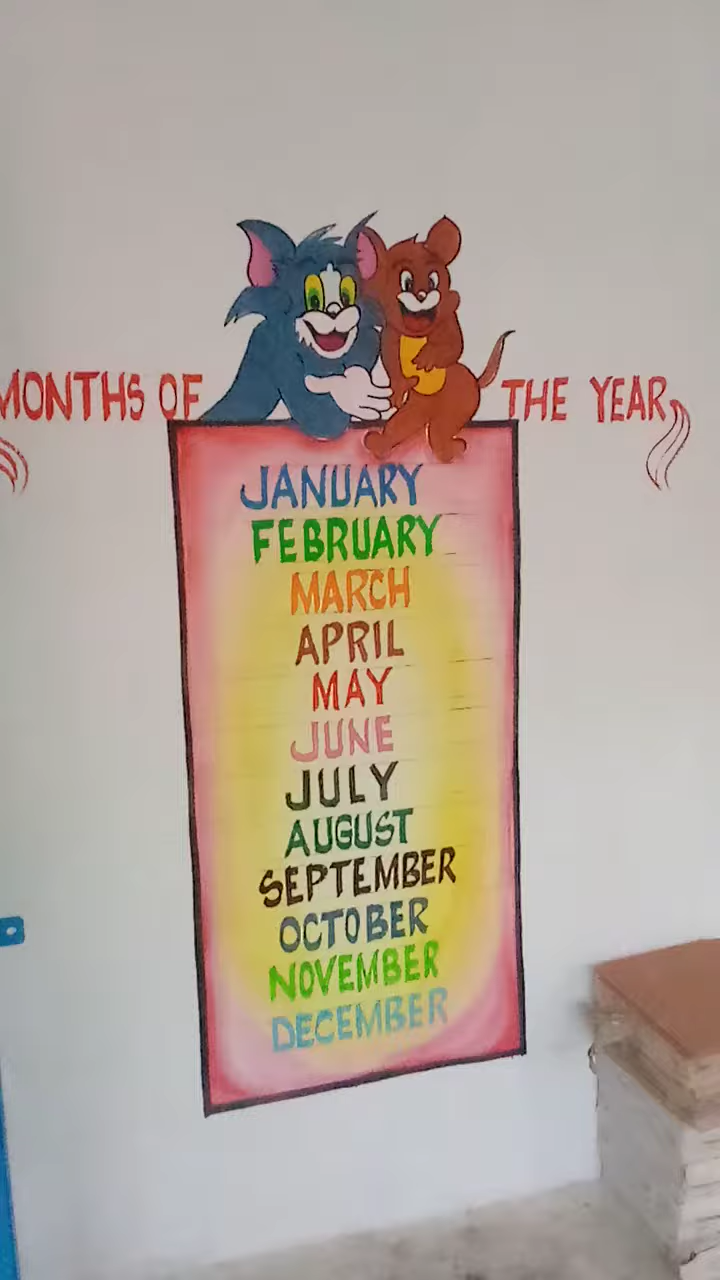 MONTHS OF THE YEAR
JANUARY
FEBRUARY
MARCH
APRIL
MAY
JUNE
JULY
AUGUST
SEPTEMBER
OCTOBER
NOVEMBER
DECEMBER